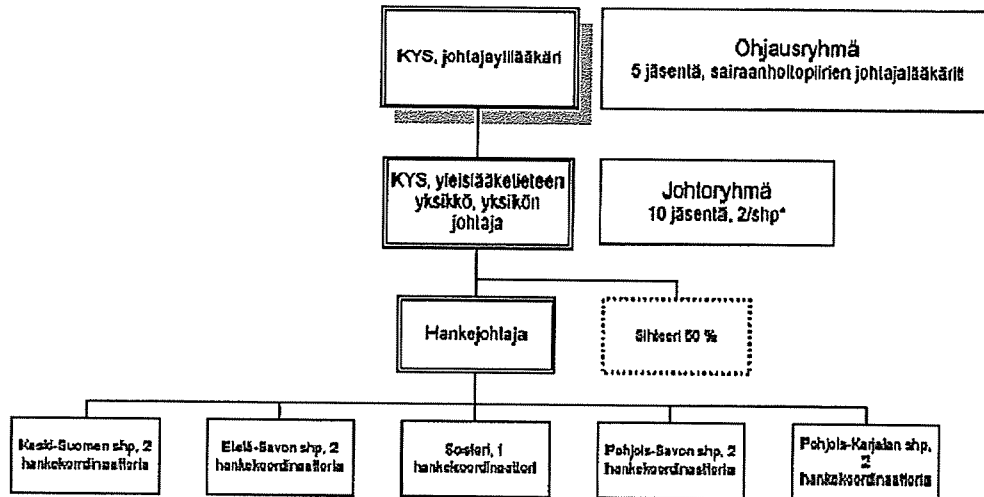 KYS, johtajaylilääkäri
Ohjausryhmä
5 jäsentä, sairaanhoitopiirien johtajalääkärit
KYS, yleislääketieteen
yksikkö, yksikön
johtaja
Johtoryhmä
10 jäsentä, 2/shp*
Hankejohtaja
Sihteeri 50 %
Keski-Suomen shp, 2
hankekoordinaattoria
Etelä-Savon shp, 2
hankekoordinaattoria
Sosteri, 1
hankekoordinaattori
Pohjois-Savon shp, 2
hankekoordinaattoria
Pohjois-Karjalan shp,
2
hankekoordinaattoria